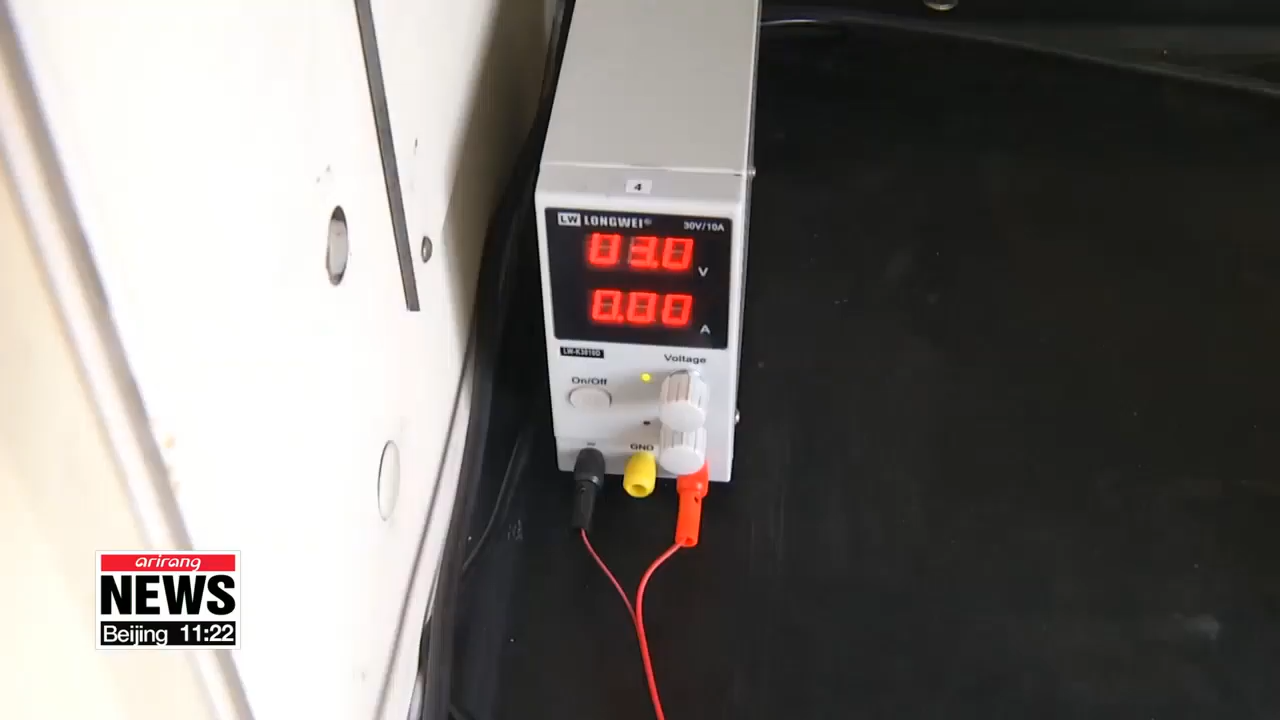 4
LW LONGWEI®
30V/10A
03.0 V
0.00 A
LW-K3010D
Voltage
On/Off
GND
arirang
NEWS
Beijing 11:22